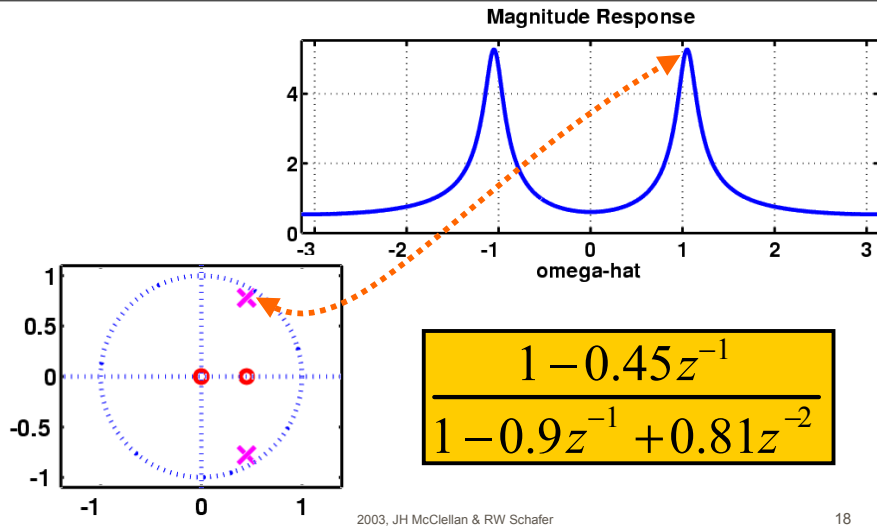 Magnitude Response
4
2
0
-3 -2 -1 0 1 2 3
omega-hat
1
0.5
0
-0.5
-1
-1 0 1
1−0.45z⁻¹
1−0.9z⁻¹ +0.81z⁻²
2003, JH McClellan & RW Schafer
18